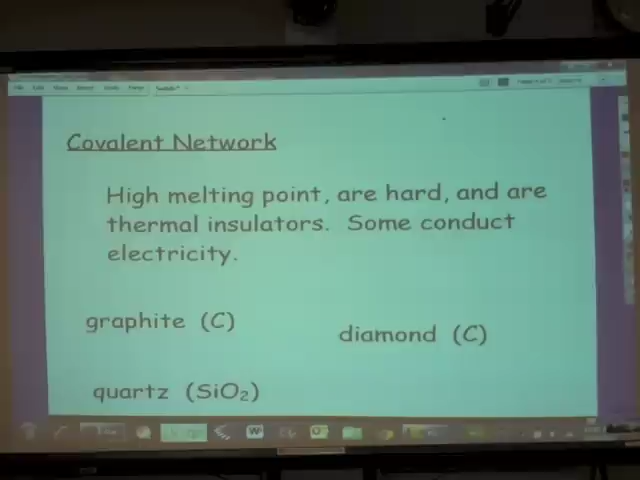 Covalent Network
High melting point, are hard, and are
thermal insulators. Some conduct
electricity.
graphite (C)
diamond (C)
quartz (SiO₂)